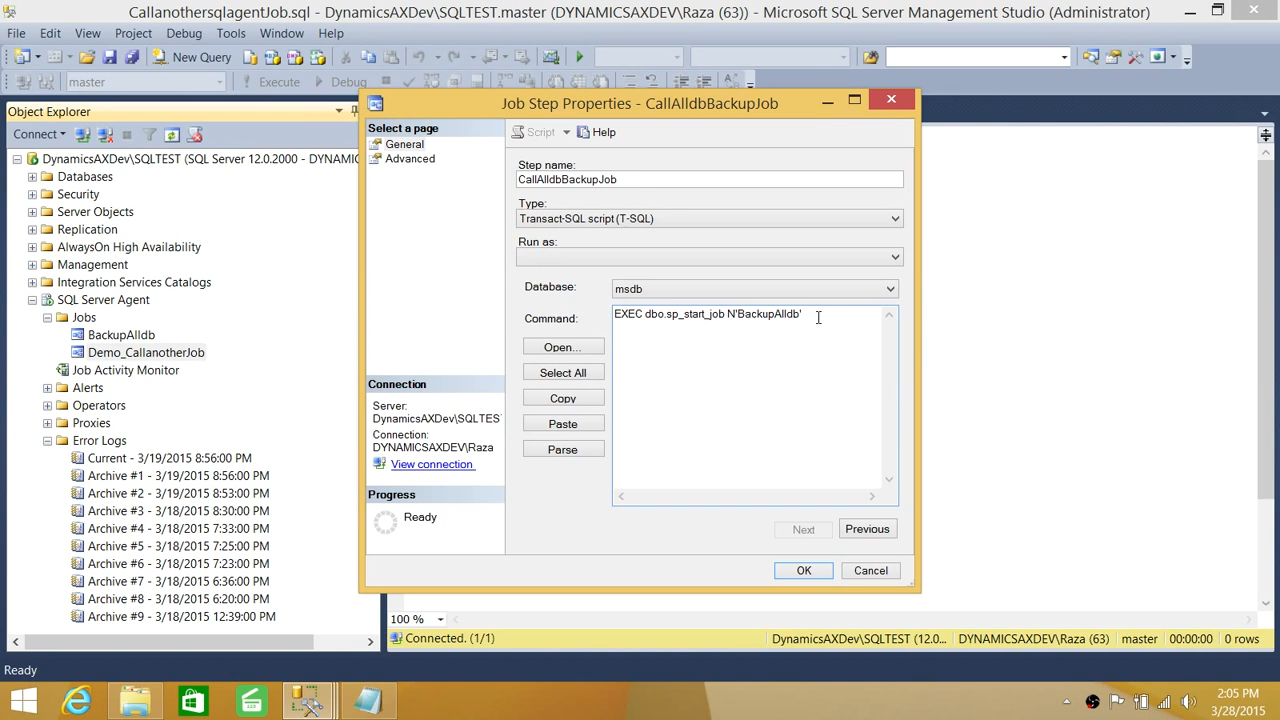 CallanothersqlagentJob.sql - DynamicsAXDev\SQLTEST.master (DYNAMICSAXDEV\Raza (63)) - Microsoft SQL Server Management Studio (Administrator)
File Edit View Project Debug Tools Window Help
New Query
master Execute Debug
Object Explorer
Connect
DynamicsAXDev\SQLTEST (SQL Server 12.0.2000 - DYNAMIC
Databases
Security
Server Objects
Replication
AlwaysOn High Availability
Management
Integration Services Catalogs
SQL Server Agent
Jobs
BackupAlldb
Demo_CallanotherJob
Job Activity Monitor
Alerts
Operators
Proxies
Error Logs
Current - 3/19/2015 8:56:00 PM
Archive #1 - 3/19/2015 8:56:00 PM
Archive #2 - 3/19/2015 8:53:00 PM
Archive #3 - 3/18/2015 8:30:00 PM
Archive #4 - 3/18/2015 7:33:00 PM
Archive #5 - 3/18/2015 7:25:00 PM
Archive #6 - 3/18/2015 7:23:00 PM
Archive #7 - 3/18/2015 6:36:00 PM
Archive #8 - 3/18/2015 6:20:00 PM
Archive #9 - 3/18/2015 12:39:00 PM
Job Step Properties - CallAlldbBackupJob
Select a page
General
Advanced
Connection
Server:
DynamicsAXDev\SQLTES
Connection:
DYNAMICSAXDEV\Raza
View connection
Progress
Ready
Script Help
Step name:
CallAlldbBackupJob
Type:
Transact-SQL script (T-SQL)
Run as:
Database: msdb
Command: EXEC dbo.sp_start_job N'BackupAlldb'
Open...
Select All
Copy
Paste
Parse
Next Previous
OK Cancel
100 %
Connected. (1/1) DynamicsAXDev\SQLTEST (12.0... DYNAMICSAXDEV\Raza (63) master 00:00:00 0 rows
Ready
2:05 PM
3/28/2015